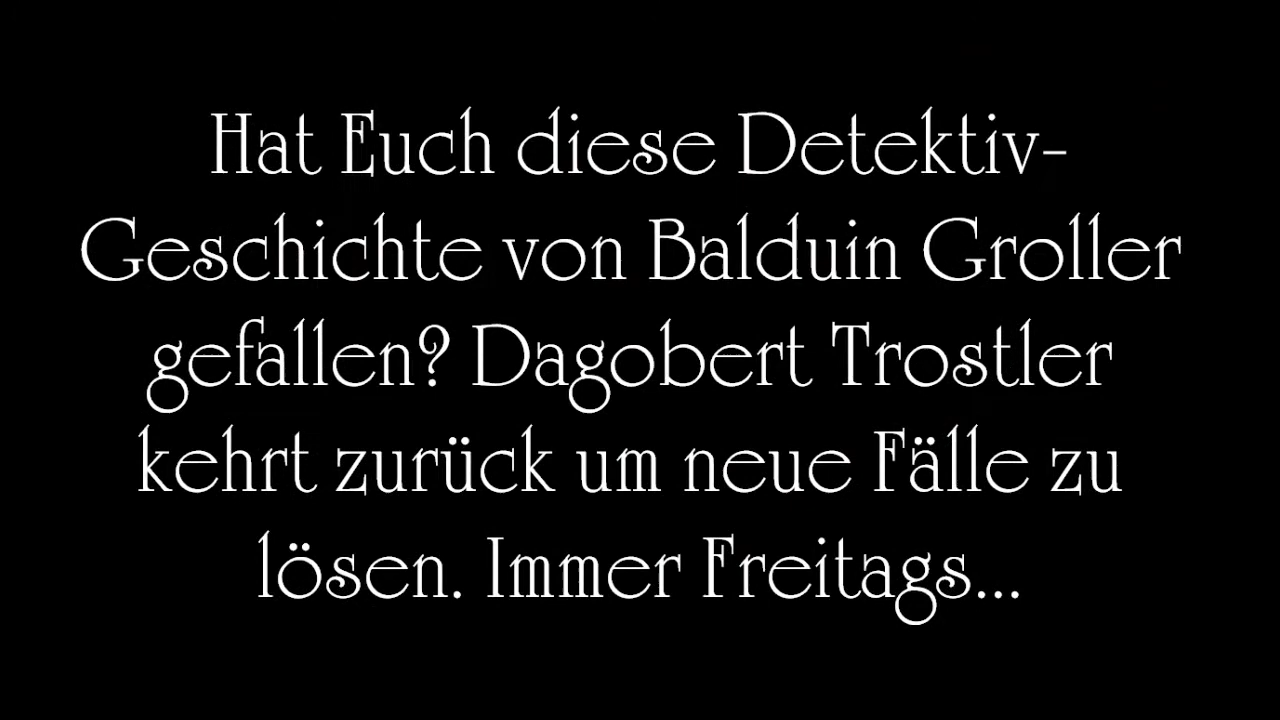 Hat Euch diese Detektiv-
Geschichte von Balduin Groller
gefallen? Dagobert Trostler
kehrt zurück um neue Fälle zu
lösen. Immer Freitags...